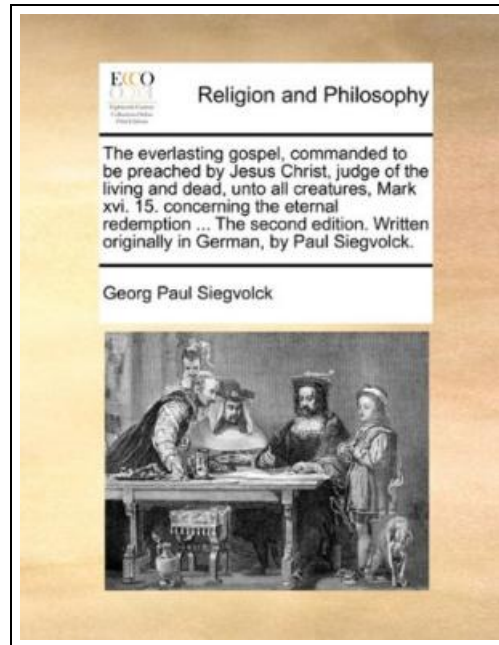 ECCO
Religion and Philosophy
The everlasting gospel, commanded to
be preached by Jesus Christ, judge of the
living and dead, unto all creatures, Mark
xvi. 15. concerning the eternal
redemption ... The second edition. Written
originally in German, by Paul Siegvolck.
Georg Paul Siegvolck